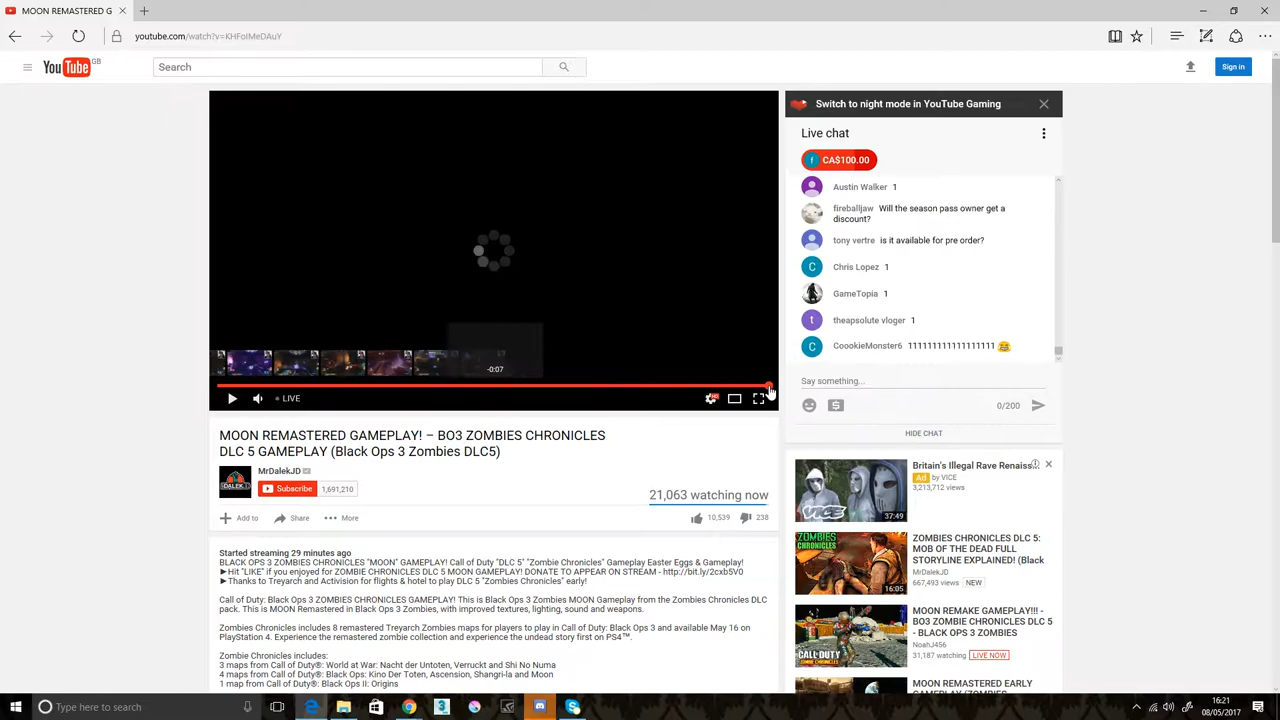 MOON REMASTERED G
youtube.com/watch?v=KHFoIMeDAuY
YouTube GB
Search
Sign in
Switch to night mode in YouTube Gaming
Live chat
f CA$100.00
Austin Walker 1
fireballjaw Will the season pass owner get a
discount?
tony vertre is it available for pre order?
C Chris Lopez 1
GameTopia 1
t theapsolute vloger 1
C CoookieMonster6 111111111111111111 😂
Say something...
0/200
HIDE CHAT
-0:07
LIVE
HD
MOON REMASTERED GAMEPLAY! – BO3 ZOMBIES CHRONICLES
DLC 5 GAMEPLAY (Black Ops 3 Zombies DLC5)
DALEK JD
MrDalekJD
Subscribe 1,691,210
21,063 watching now
Add to Share More 10,539 238
Started streaming 29 minutes ago
BLACK OPS 3 ZOMBIES CHRONICLES "MOON" GAMEPLAY! Call of Duty "DLC 5" "Zombie Chronicles" Gameplay Easter Eggs & Gameplay!
►Hit "LIKE" if you enjoyed for ZOMBIE CHRONICLES DLC 5 MOON GAMEPLAY! DONATE TO APPEAR ON STREAM - http://bit.ly/2cxb5V0
►Thanks to Treyarch and Activision for flights & hotel to play DLC 5 "Zombies Chronicles" early!
Call of Duty: Black Ops 3 ZOMBIES CHRONICLES GAMEPLAY! This is Black Ops 3 Zombies MOON Gameplay from the Zombies Chronicles DLC
pack. This is MOON Remastered in Black Ops 3 Zombies, with improved textures, lighting, sound and weapons.
Zombies Chronicles includes 8 remastered Treyarch Zombies maps for players to play in Call of Duty: Black Ops 3 and available May 16 on
PlayStation 4. Experience the remastered zombie collection and experience the undead story first on PS4™.
Zombie Chronicles includes:
3 maps from Call of Duty®: World at War: Nacht der Untoten, Verruckt and Shi No Numa
4 maps from Call of Duty®: Black Ops: Kino Der Toten, Ascension, Shangri-la and Moon
1 map from Call of Duty®: Black Ops II: Origins
VICE
37:49
Britain's Illegal Rave Renaiss...
Ad by VICE
3,213,712 views
ZOMBIES
CHRONICLES
16:05
ZOMBIES CHRONICLES DLC 5:
MOB OF THE DEAD FULL
STORYLINE EXPLAINED! (Black
MrDalekJD
667,493 views NEW
CALL OF DUTY
ZOMBIE CHRONICLES
MOON REMAKE GAMEPLAY!!! -
BO3 ZOMBIE CHRONICLES DLC 5
- BLACK OPS 3 ZOMBIES
NoahJ456
31,187 watching LIVE NOW
MOON REMASTERED EARLY
GAMEPLAY (ZOMBIES
Type here to search
16:21
08/05/2017